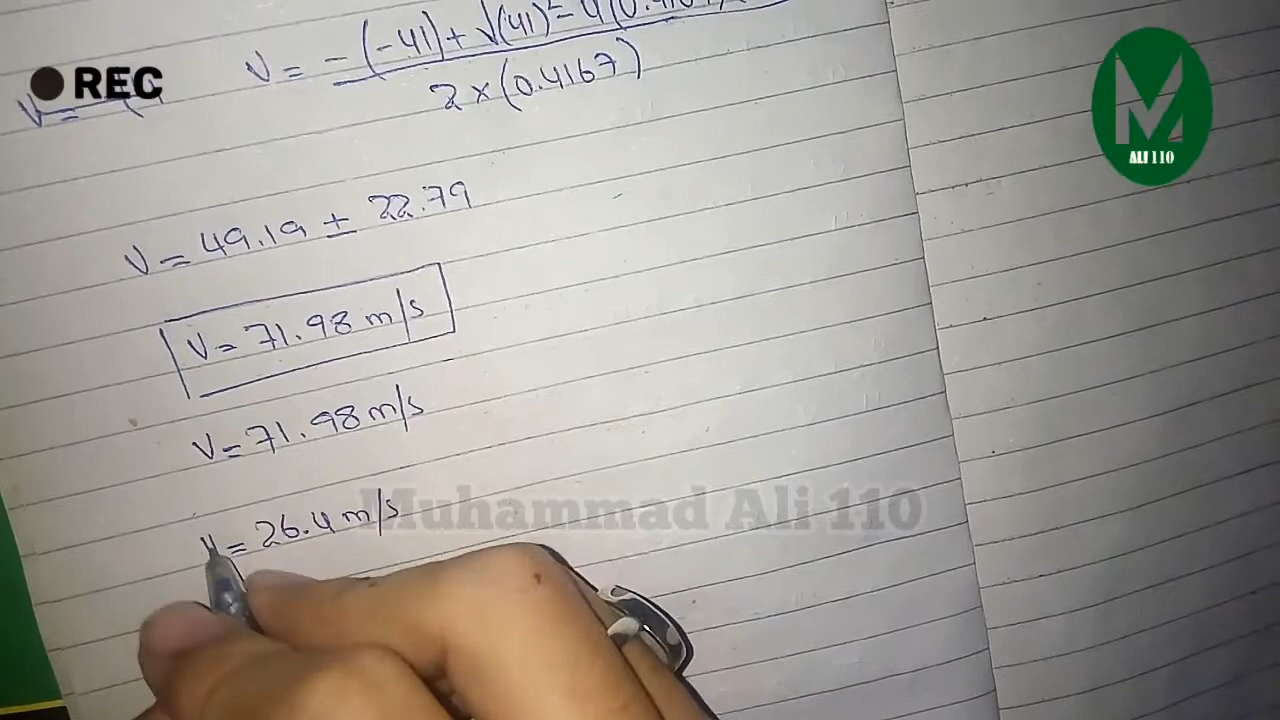 REC
V = -(-41) + √(41)² - 4(0.4167)
2 × (0.4167)
M
ALI 110
V = 49.19 ± 22.79
V = 71.98 m/s
V = 71.98 m/s
Muhammad Ali 110
V = 26.4 m/s